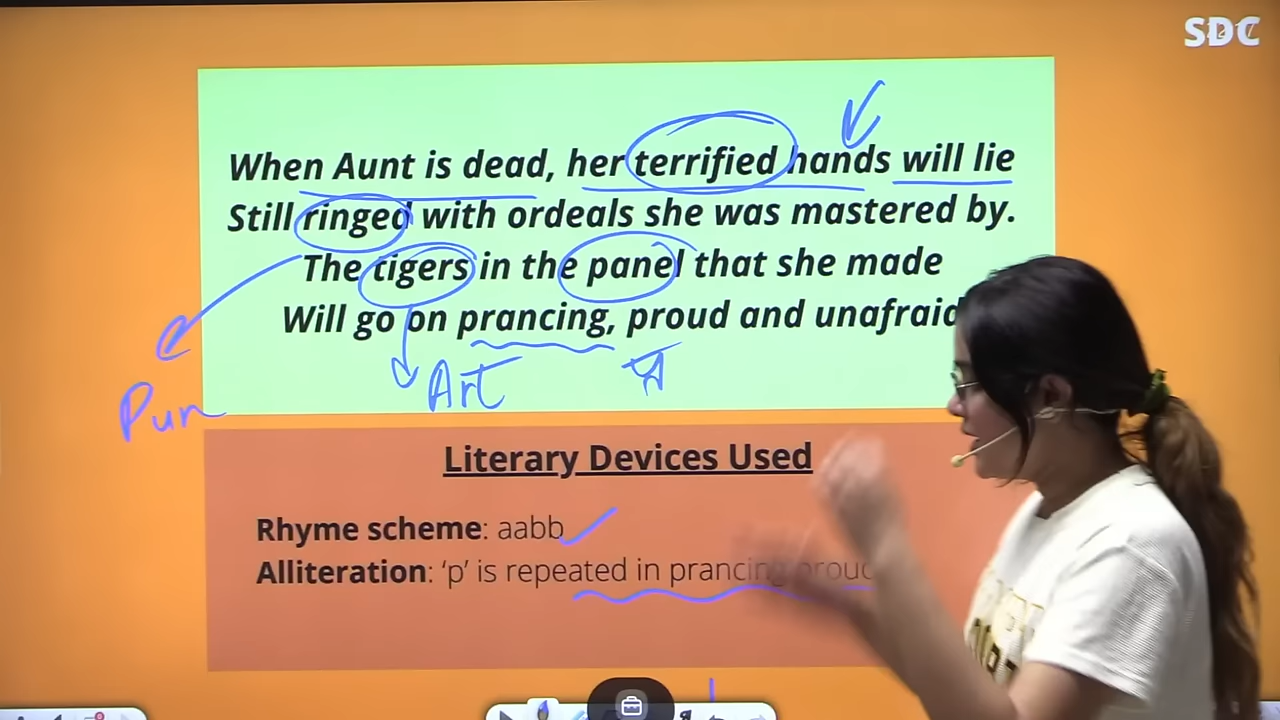 SDC
When Aunt is dead, her terrified hands will lie
Still ringed with ordeals she was mastered by.
The tigers in the panel that she made
Will go on prancing, proud and unafraid
Art
Pun
Literary Devices Used
Rhyme scheme: aabb
Alliteration: ‘p’ is repeated in prancing proud